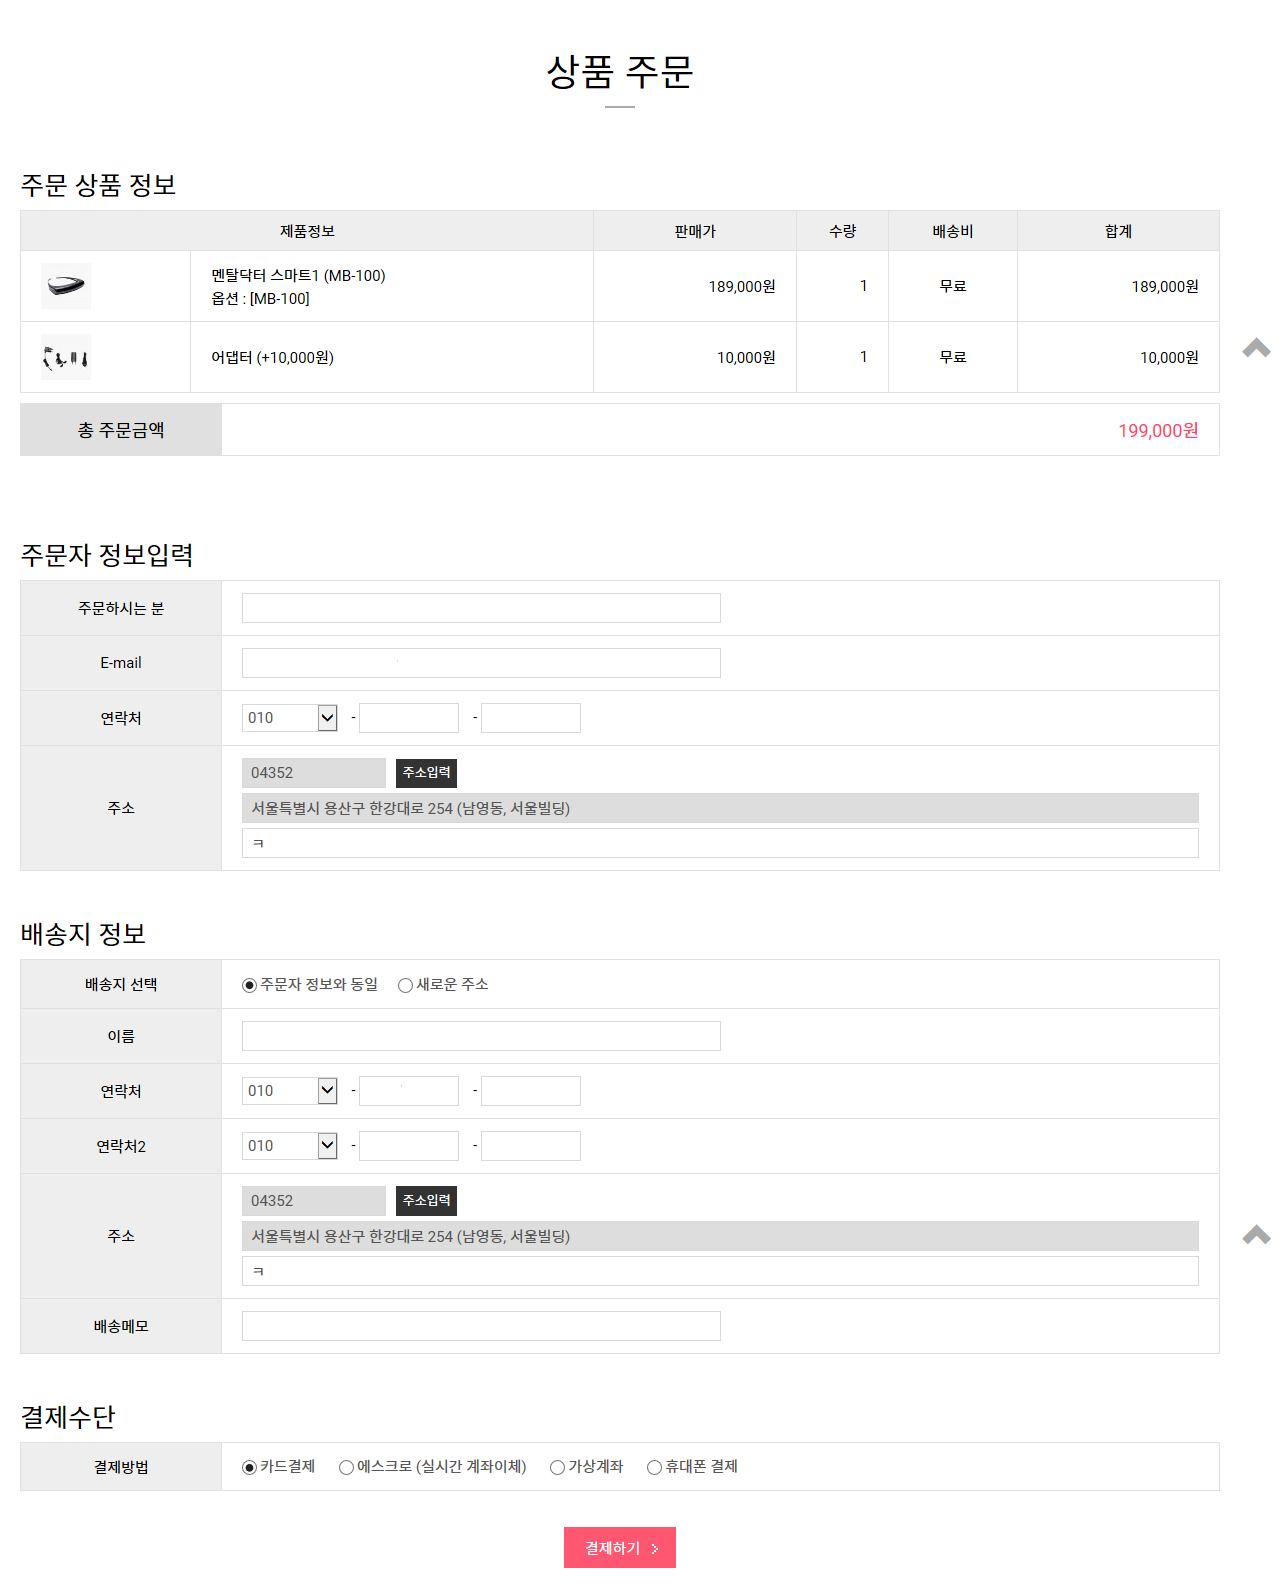 상품 주문
주문 상품 정보
제품정보 판매가 수량 배송비 합계
멘탈닥터 스마트1 (MB-100)
옵션 : [MB-100]
189,000원 1 무료 189,000원
어댑터 (+10,000원) 10,000원 1 무료 10,000원
총 주문금액 199,000원
주문자 정보입력
주문하시는 분
E-mail
연락처 010 - -
주소 04352 주소입력
서울특별시 용산구 한강대로 254 (남영동, 서울빌딩)
ㅋ
배송지 정보
배송지 선택 주문자 정보와 동일 새로운 주소
이름
연락처 010 - -
연락처2 010 - -
주소 04352 주소입력
서울특별시 용산구 한강대로 254 (남영동, 서울빌딩)
ㅋ
배송메모
결제수단
결제방법 카드결제 에스크로 (실시간 계좌이체) 가상계좌 휴대폰 결제
결제하기